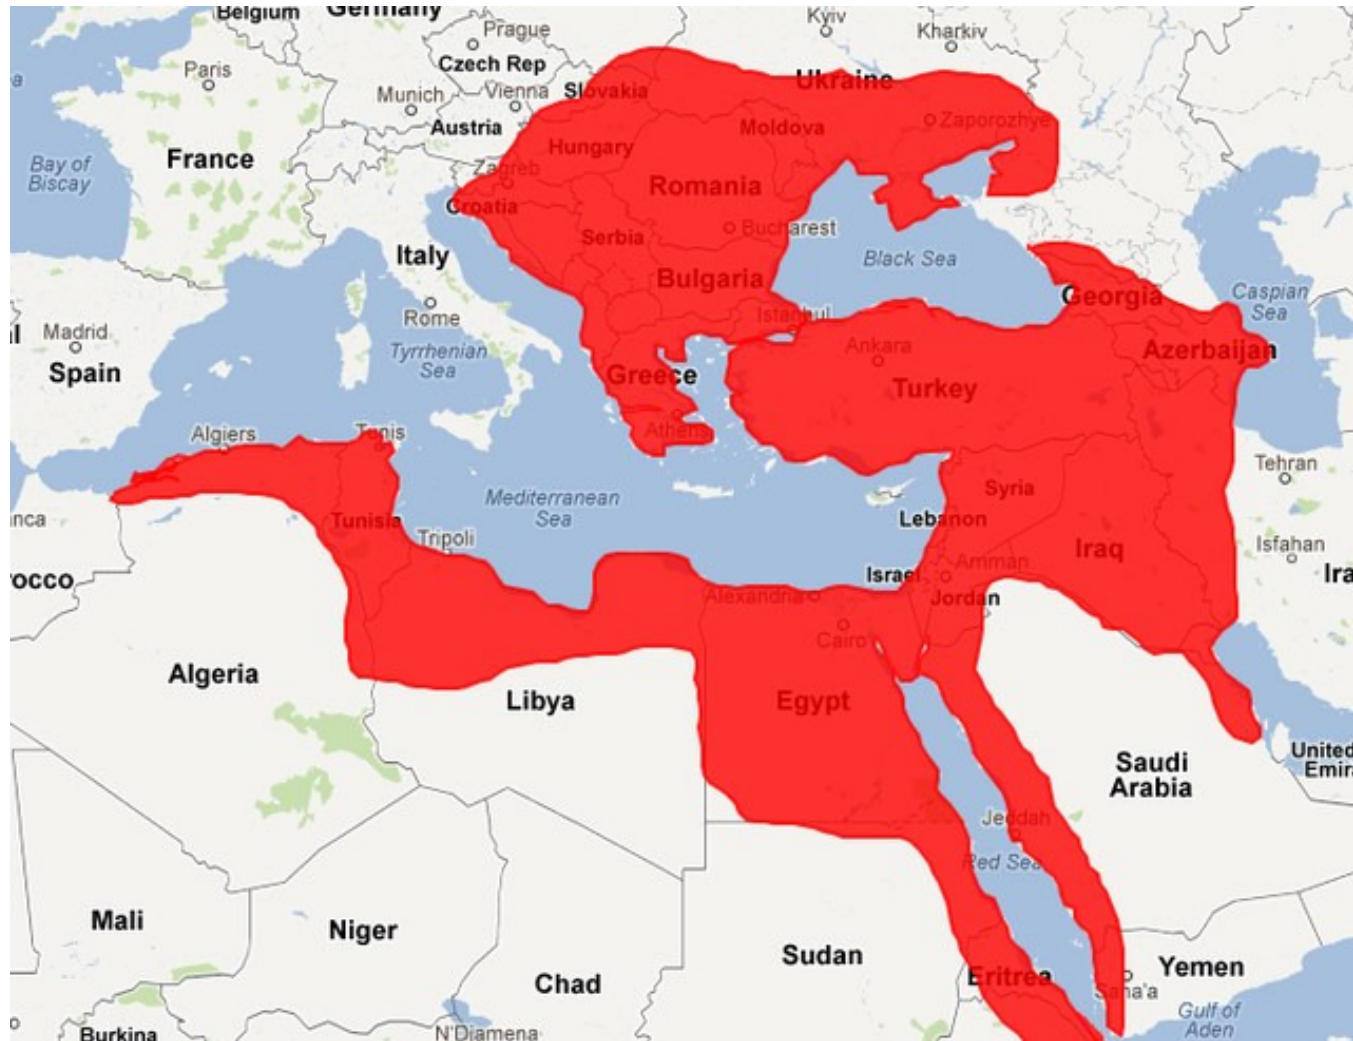 Belgium
Germany
Kyiv
Kharkiv
Prague
Czech Rep
Paris
Slovakia
Ukraine
Munich
Vienna
Austria
Zaporozhye
Moldova
Hungary
France
Bay of
Biscay
Zagreb
Romania
Croatia
Bucharest
Serbia
Italy
Black Sea
Bulgaria
Georgia
Caspian
Sea
Rome
Istanbul
Madrid
Tyrrhenian
Sea
Ankara
Azerbaijan
Spain
Greece
Turkey
Algiers
Tunis
Athens
Tehran
Syria
Mediterranean
Sea
Tunisia
Lebanon
Tripoli
Iraq
Isfahan
Amman
Israel
Jordan
Alexandria
Cairo
Algeria
Libya
Egypt
Saudi
Arabia
United
Jeddah
Red Sea
Mali
Niger
Sudan
Chad
Eritrea
Yemen
Sana'a
Gulf of
Aden
Burkina
N'Djamena